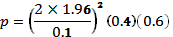 p = (2 × 1.96 / 0.1)² (0.4)(0.6)